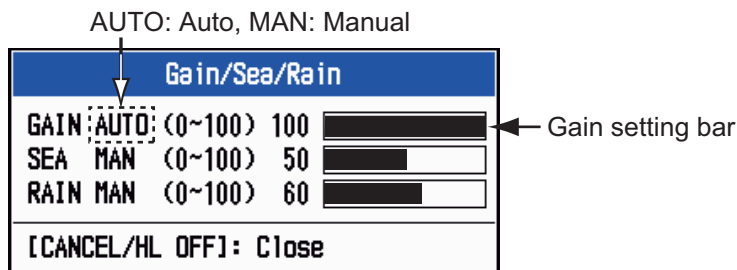 AUTO: Auto, MAN: Manual
Gain/Sea/Rain
GAIN AUTO (0~100) 100
Gain setting bar
SEA MAN (0~100) 50
RAIN MAN (0~100) 60
[CANCEL/HL OFF]: Close